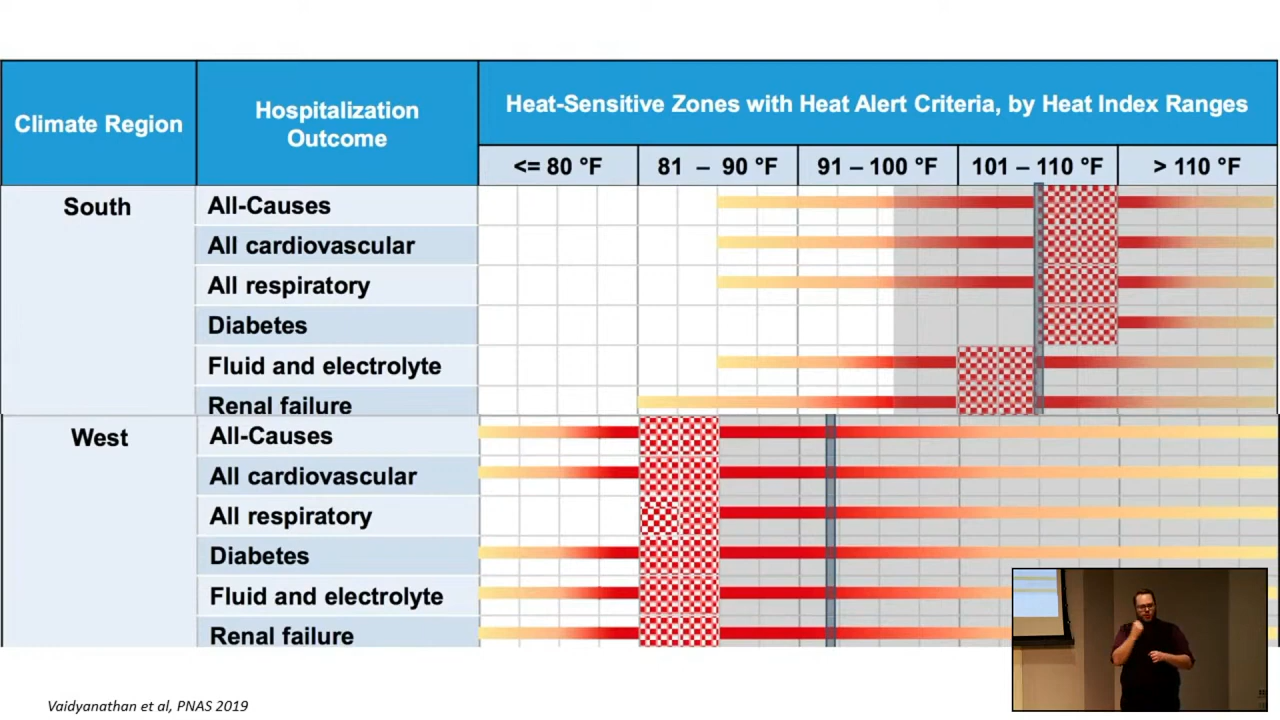 Climate Region
Hospitalization
Outcome
Heat-Sensitive Zones with Heat Alert Criteria, by Heat Index Ranges
<= 80 °F
81 – 90 °F
91 – 100 °F
101 – 110 °F
> 110 °F
South
All-Causes
All cardiovascular
All respiratory
Diabetes
Fluid and electrolyte
Renal failure
West
All-Causes
All cardiovascular
All respiratory
Diabetes
Fluid and electrolyte
Renal failure
Vaidyanathan et al, PNAS 2019